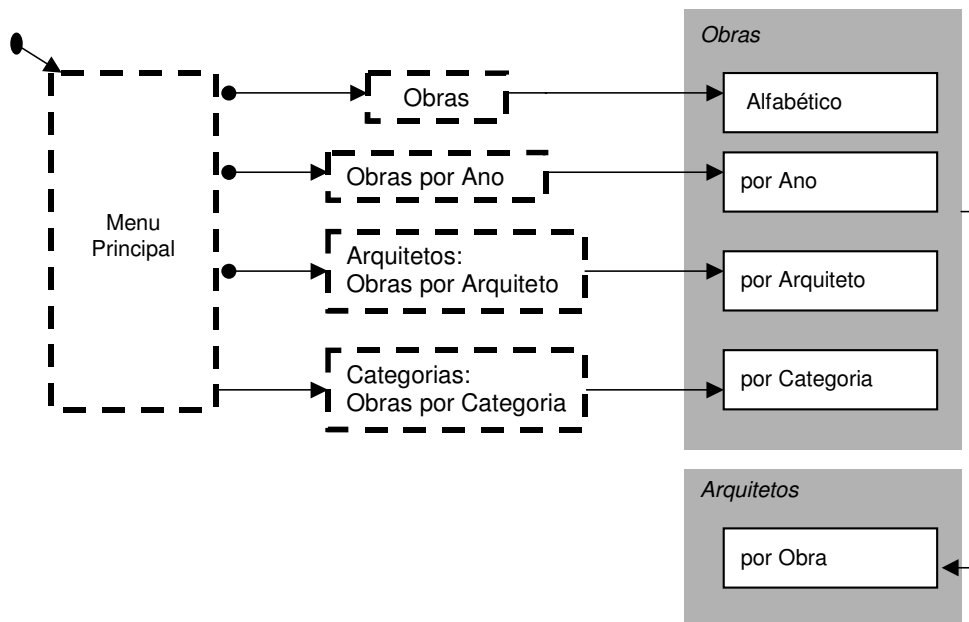 Obras
Obras
Alfabético
Obras por Ano
por Ano
Menu
Principal
Arquitetos:
Obras por Arquiteto
por Arquiteto
Categorias:
Obras por Categoria
por Categoria
Arquitetos
por Obra